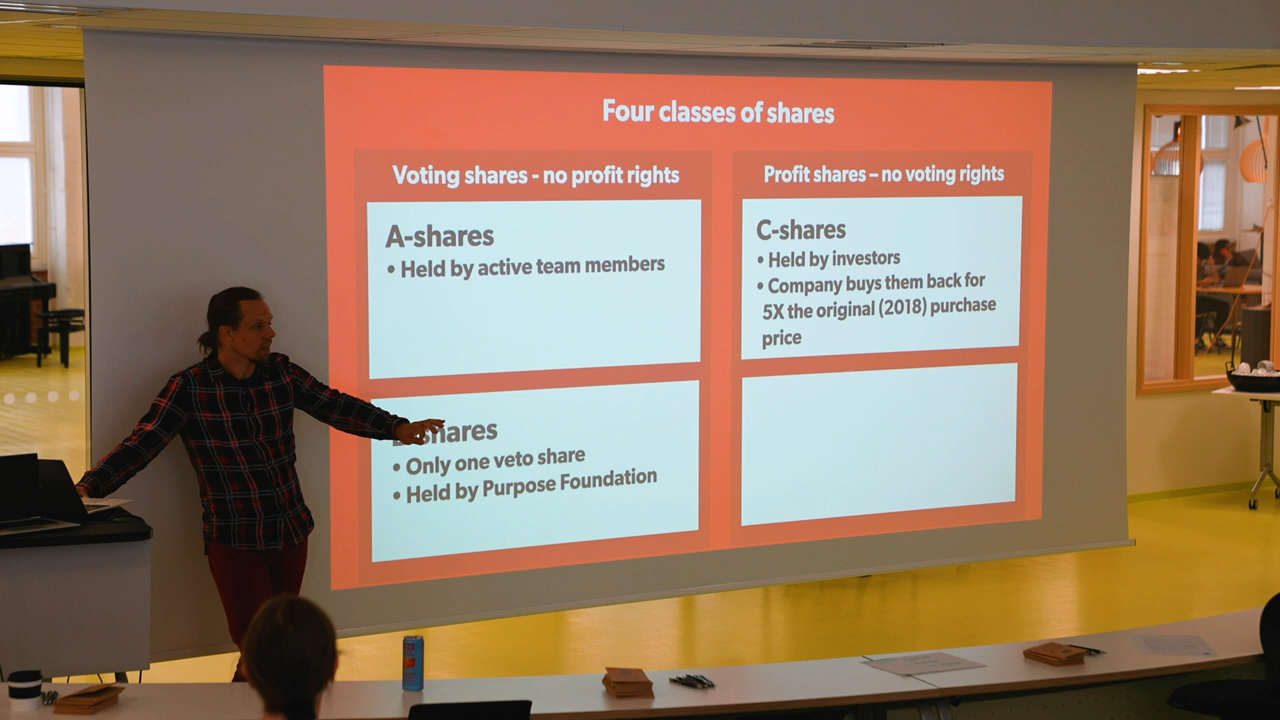 Four classes of shares
Voting shares - no profit rights
A-shares
• Held by active team members
shares
• Only one veto share
• Held by Purpose Foundation
Profit shares – no voting rights
C-shares
• Held by investors
• Company buys them back for
5X the original (2018) purchase
price